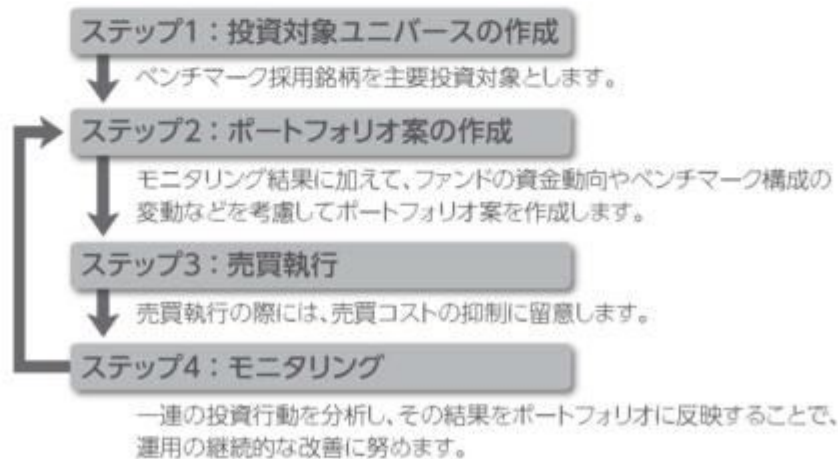 ステップ1：投資対象ユニバースの作成
ベンチマーク採用銘柄を主要投資対象とします。
ステップ2：ポートフォリオ案の作成
モニタリング結果に加えて、ファンドの資金動向やベンチマーク構成の
変動などを考慮してポートフォリオ案を作成します。
ステップ3：売買執行
売買執行の際には、売買コストの抑制に留意します。
ステップ4：モニタリング
一連の投資行動を分析し、その結果をポートフォリオに反映することで、
運用の継続的な改善に努めます。